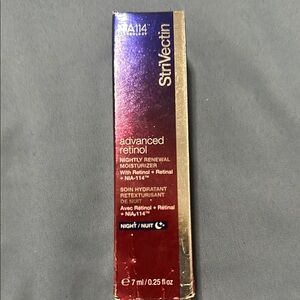 NIA114™
StriVectin
advanced
retinol
NIGHTLY RENEWAL
MOISTURIZER
With Retinol + Retinal
+ NIA-114™
SOIN HYDRATANT
RETEXTURISANT
DE NUIT
Avec Rétinol + Rétinal
+ NIA-114™
NIGHT / NUIT
℮ 7 ml / 0.25 fl oz